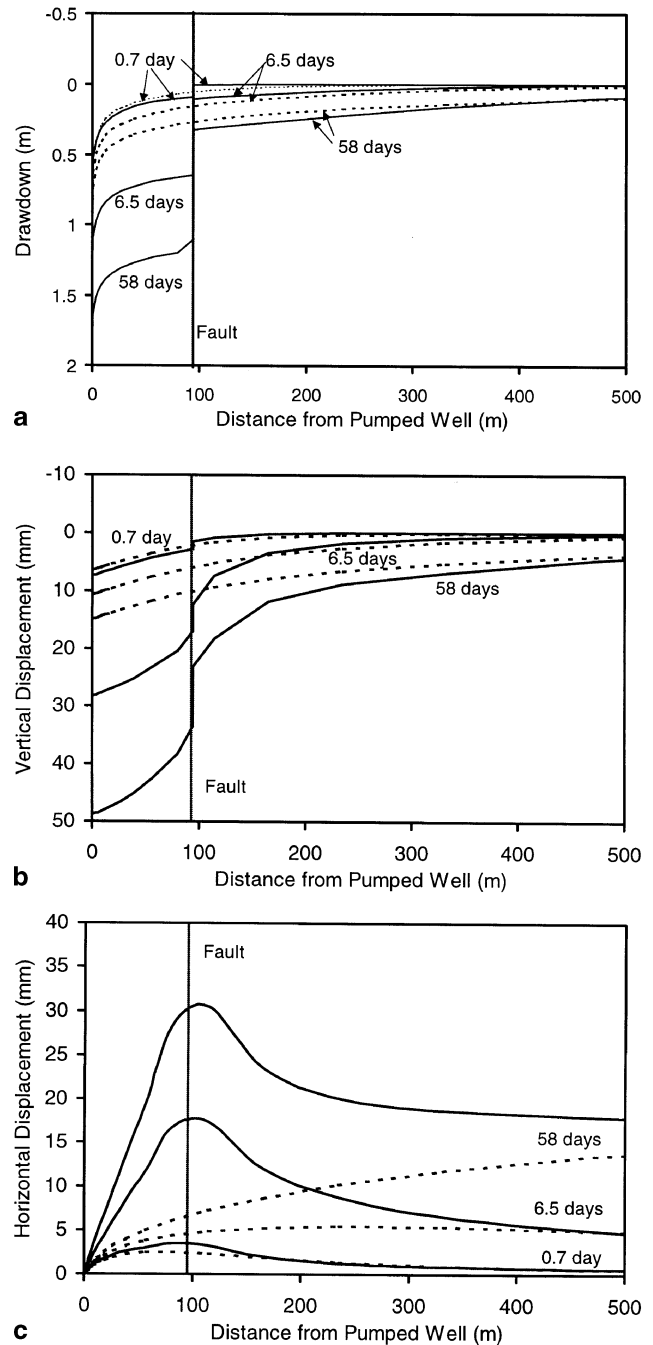 -0.5
0.7 day
6.5 days
0
0.5
58 days
6.5 days
1
58 days
1.5
Fault
2
0 100 200 300 400 500
Drawdown (m)
Distance from Pumped Well (m)
a
-10
0.7 day
0
6.5 days
10
58 days
20
30
40
Fault
50
0 100 200 300 400 500
Vertical Displacement (mm)
Distance from Pumped Well (m)
b
40
Fault
35
30
25
20
15
58 days
10
6.5 days
5
0.7 day
0
0 100 200 300 400 500
Horizontal Displacement (mm)
Distance from Pumped Well (m)
c